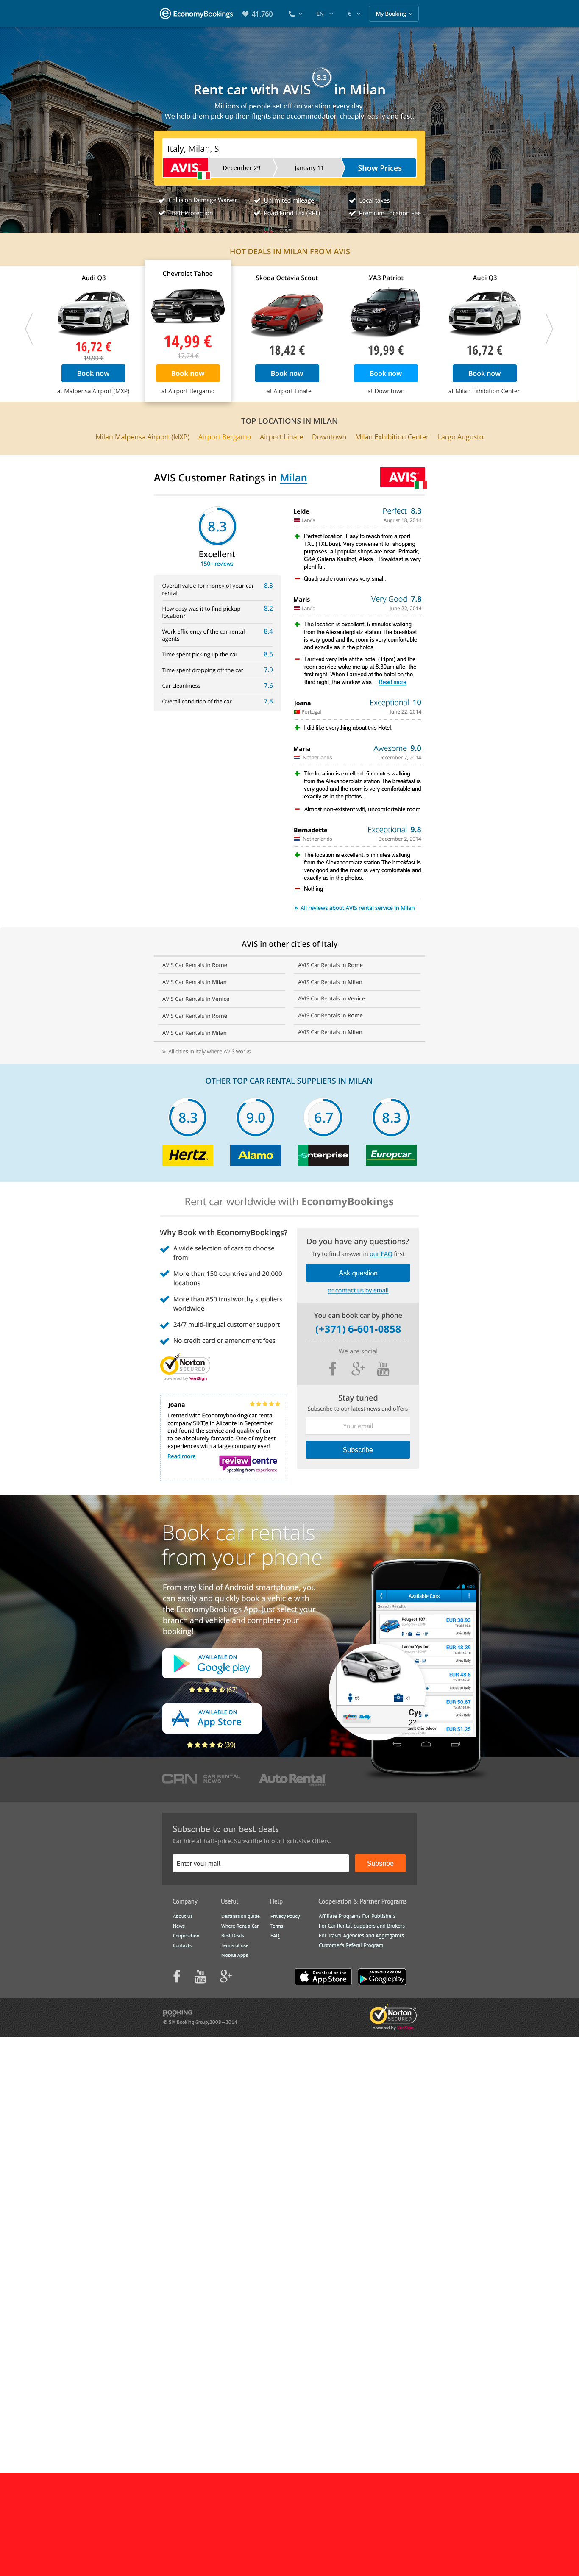 EconomyBookings 41,760 EN € My Booking
Rent car with AVIS 8.3 in Milan
Millions of people set off on vacation every day.
We help them pick up their flights and accommodation cheaply, easily and fast.
Italy, Milan, S
AVIS December 29 January 11 Show Prices
Collision Damage Waiver Unlimited mileage Local taxes
Theft Protection Road Fund Tax (RFT) Premium Location Fee
HOT DEALS IN MILAN FROM AVIS
Audi Q3
16,72 €
19,99 €
Book now
at Malpensa Airport (MXP)
Chevrolet Tahoe
14,99 €
17,74 €
Book now
at Airport Bergamo
Skoda Octavia Scout
18,42 €
Book now
at Airport Linate
УАЗ Patriot
19,99 €
Book now
at Downtown
Audi Q3
16,72 €
Book now
at Milan Exhibition Center
TOP LOCATIONS IN MILAN
Milan Malpensa Airport (MXP) Airport Bergamo Airport Linate Downtown Milan Exhibition Center Largo Augusto
AVIS Customer Ratings in Milan
AVIS
8.3
Excellent
150+ reviews
Overall value for money of your car rental 8.3
How easy was it to find pickup location? 8.2
Work efficiency of the car rental agents 8.4
Time spent picking up the car 8.5
Time spent dropping off the car 7.9
Car cleanliness 7.6
Overall condition of the car 7.8
Lelde Perfect 8.3
Latvia August 18, 2014
Perfect location. Easy to reach from airport
TXL (TXL bus). Very convenient for shopping
purposes, all popular shops are near- Primark,
C&A,Galeria Kaufhof, Alexa... Breakfast is very
plentiful.
Quadruaple room was very small.
Maris Very Good 7.8
Latvia June 22, 2014
The location is excellent: 5 minutes walking
from the Alexanderplatz station The breakfast
is very good and the room is very comfortable
and exactly as in the photos.
I arrived very late at the hotel (11pm) and the
room service woke me up at 8:30am after the
first night. When I arrived at the hotel on the
third night, the window was… Read more
Joana Exceptional 10
Portugal June 22, 2014
I did like everything about this Hotel.
Maria Awesome 9.0
Netherlands December 2, 2014
The location is excellent: 5 minutes walking
from the Alexanderplatz station The breakfast is
very good and the room is very comfortable and
exactly as in the photos.
Almost non-existent wifi, uncomfortable room
Bernadette Exceptional 9.8
Netherlands December 2, 2014
The location is excellent: 5 minutes walking
from the Alexanderplatz station The breakfast is
very good and the room is very comfortable and
exactly as in the photos.
Nothing
» All reviews about AVIS rental service in Milan
AVIS in other cities of Italy
AVIS Car Rentals in Rome AVIS Car Rentals in Rome
AVIS Car Rentals in Milan AVIS Car Rentals in Milan
AVIS Car Rentals in Venice AVIS Car Rentals in Venice
AVIS Car Rentals in Rome AVIS Car Rentals in Rome
AVIS Car Rentals in Milan AVIS Car Rentals in Milan
» All cities in Italy where AVIS works
OTHER TOP CAR RENTAL SUPPLIERS IN MILAN
8.3 9.0 6.7 8.3
Hertz. Alamo enterprise Europcar
Rent car worldwide with EconomyBookings
Why Book with EconomyBookings?
A wide selection of cars to choose
from
More than 150 countries and 20,000
locations
More than 850 trustworthy suppliers
worldwide
24/7 multi-lingual customer support
No credit card or amendment fees
Norton
SECURED
powered by VeriSign
Joana
I rented with Economybooking(car rental
company SIXT)s in Alicante in September
and found the service and quality of car
to be absolutely fantastic. One of my best
experiences with a large company ever!
Read more
review centre
speaking from experience
Do you have any questions?
Try to find answer in our FAQ first
Ask question
or contact us by email
You can book car by phone
(+371) 6-601-0858
We are social
Stay tuned
Subscribe to our latest news and offers
Your email
Subscribe
Book car rentals
from your phone
From any kind of Android smartphone, you
can easily and quickly book a vehicle with
the EconomyBookings App. Just select your
branch and vehicle and complete your
booking!
AVAILABLE ON
Google play
(67)
AVAILABLE ON
App Store
(39)
Available Cars
Search Results
Peugeot 107 EUR 38.93
Lancia Ypsilon EUR 48.39
EUR 48.8
EUR 50.67
EUR 51.25
x5 x1
CRN CAR RENTAL
NEWS
Auto Rental
Subscribe to our best deals
Car hire at half-price. Subscribe to our Exclusive Offers.
Enter your mail Subsribe
Company Useful Help Cooperation & Partner Programs
About Us Destination guide Privacy Policy Affiliate Programs For Publishers
News Where Rent a Car Terms For Car Rental Suppliers and Brokers
Cooperation Best Deals FAQ For Travel Agencies and Aggregators
Contacts Terms of use Customer's Referal Program
Mobile Apps
Download on the
App Store
ANDROID APP ON
Google play
BOOKING
© SIA Booking Group, 2008 – 2014
Norton
SECURED
powered by VeriSign